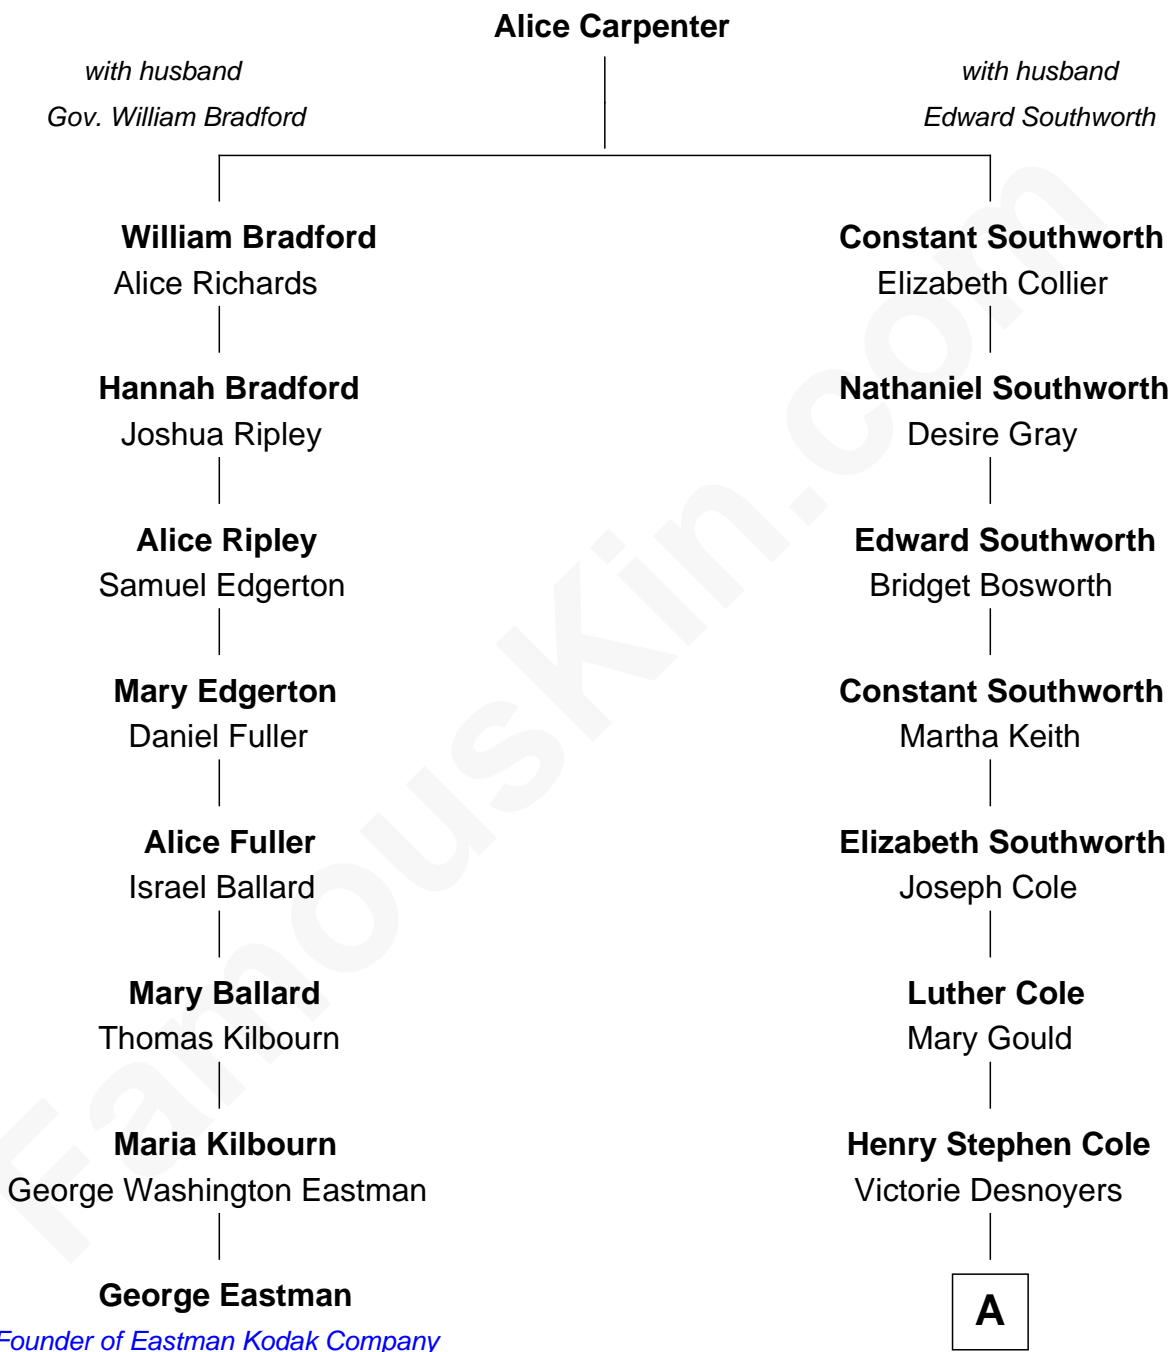 Alice Carpenter
with husband
Gov. William Bradford
with husband
Edward Southworth
William Bradford
Alice Richards
Constant Southworth
Elizabeth Collier
Hannah Bradford
Joshua Ripley
Nathaniel Southworth
Desire Gray
Alice Ripley
Samuel Edgerton
Edward Southworth
Bridget Bosworth
Mary Edgerton
Daniel Fuller
Constant Southworth
Martha Keith
Alice Fuller
Israel Ballard
Elizabeth Southworth
Joseph Cole
Mary Ballard
Thomas Kilbourn
Luther Cole
Mary Gould
Maria Kilbourn
George Washington Eastman
Henry Stephen Cole
Victorie Desnoyers
George Eastman
Founder of Eastman Kodak Company
A
FamousKin.com